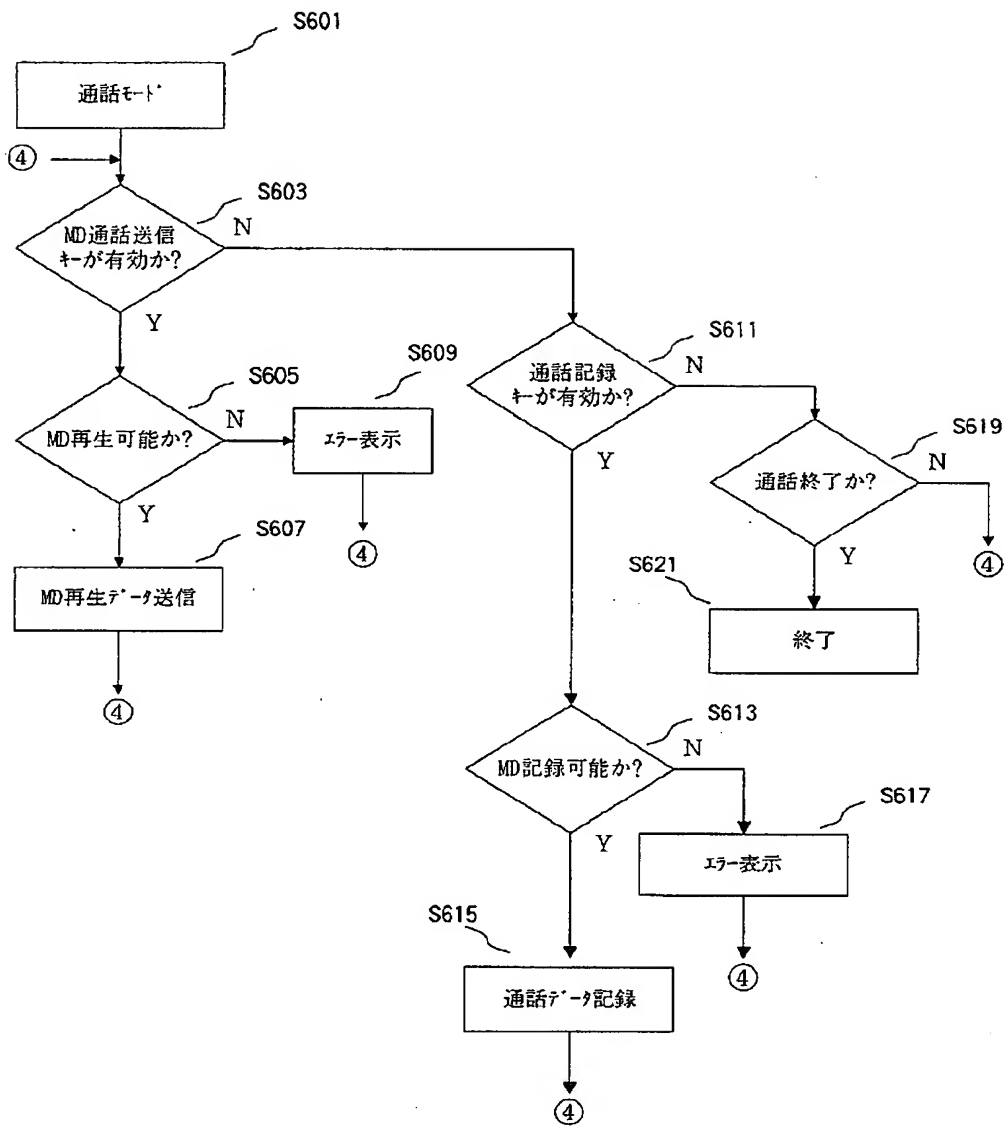 S601
通話モード
④
S603
MD通話送信
キーが有効か?
N
Y
S611
通話記録
キーが有効か?
N
Y
S605
MD再生可能か?
N
Y
S609
エラー表示
④
S619
通話終了か?
N
Y
④
S607
MD再生データ送信
④
S621
終了
S613
MD記録可能か?
N
Y
S617
エラー表示
④
S615
通話データ記録
④